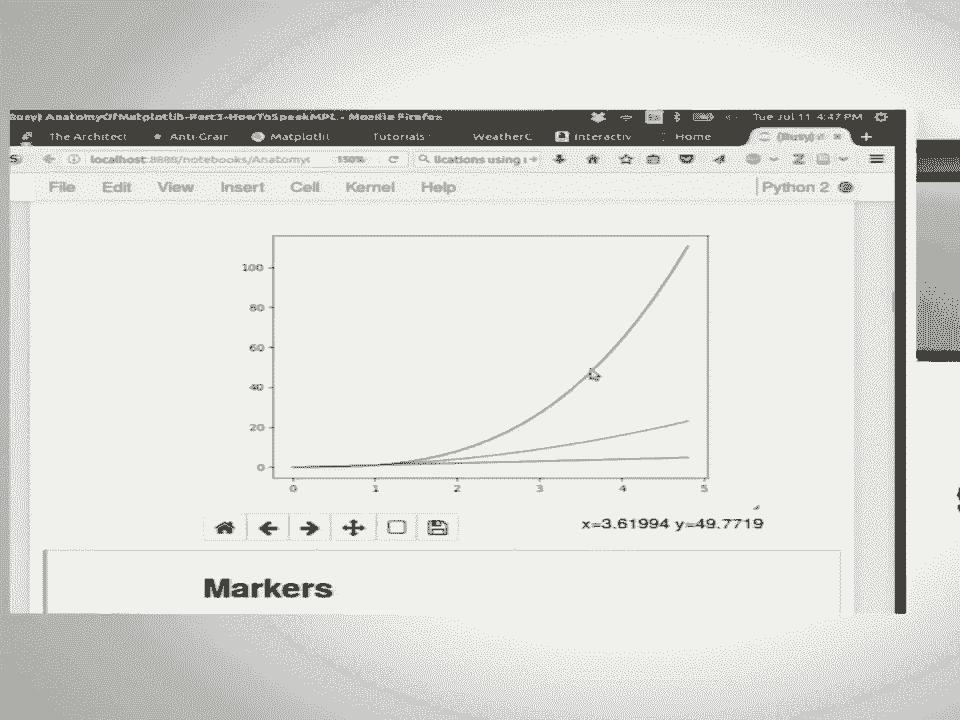 Busy) AnatomyOfMatplotlib-Part3-HowToSpeakMPL - Mozilla Firefox
Tue Jul 11 4:47 PM
The Architect
Anti-Grain
Matplotlit
Tutorials
WeatherC
Interactiv
Home
(Busy)
localhost:8888/notebooks/Anatomy
150%
lications using
File Edit View Insert Cell Kernel Help
Python 2
100
80
60
40
20
0
0 1 2 3 4 5
x=3.61994 y=49.7719
Markers